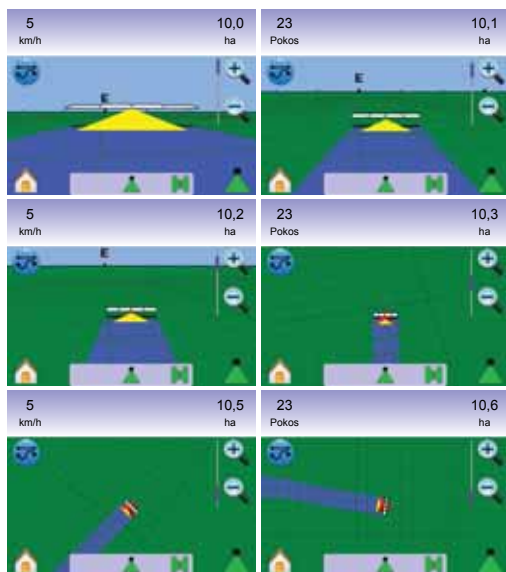 5 10,0
km/h ha
E
23 10,1
Pokos ha
E
5 10,2
km/h ha
E
23 10,3
Pokos ha
5 10,5
km/h ha
23 10,6
Pokos ha